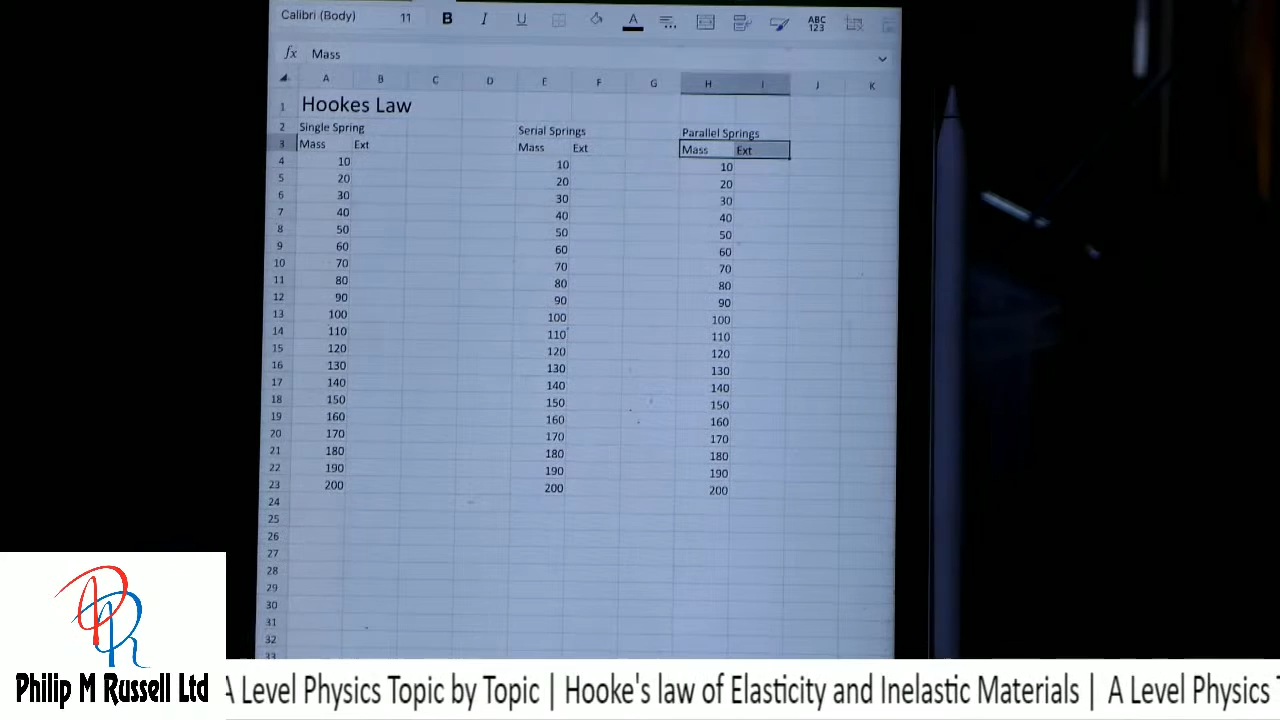 Calibri (Body) 11 B I U A ABC 123
fx Mass
A B C D E F G H I J K
1 Hookes Law
2 Single Spring Serial Springs Parallel Springs
3 Mass Ext Mass Ext Mass Ext
4 10 10 10
5 20 20 20
6 30 30 30
7 40 40 40
8 50 50 50
9 60 60 60
10 70 70 70
11 80 80 80
12 90 90 90
13 100 100 100
14 110 110 110
15 120 120 120
16 130 130 130
17 140 140 140
18 150 150 150
19 160 160 160
20 170 170 170
21 180 180 180
22 190 190 190
23 200 200 200
24
25
26
27
28
29
30
31
32
33
PR
Philip M Russell Ltd
A Level Physics Topic by Topic | Hooke's law of Elasticity and Inelastic Materials | A Level Physics T